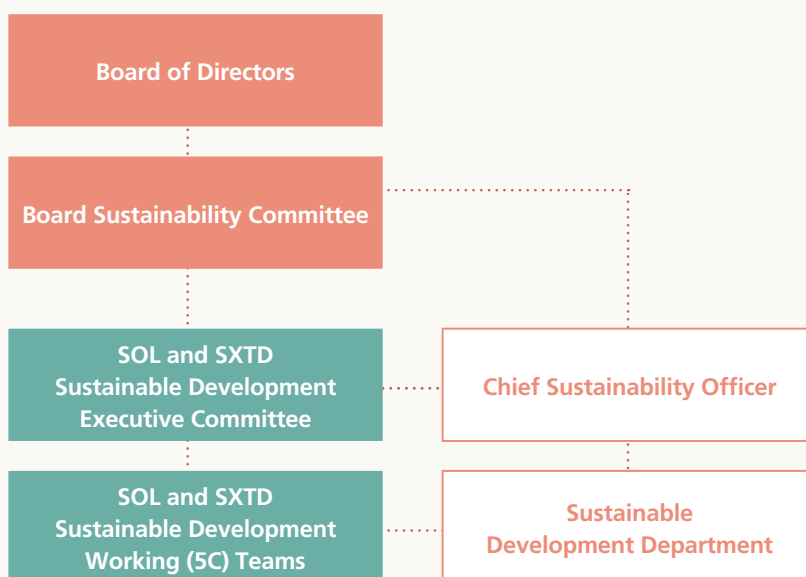 Board of Directors
Board Sustainability Committee
SOL and SXTD
Sustainable Development
Executive Committee
Chief Sustainability Officer
SOL and SXTD
Sustainable Development
Working (5C) Teams
Sustainable
Development Department